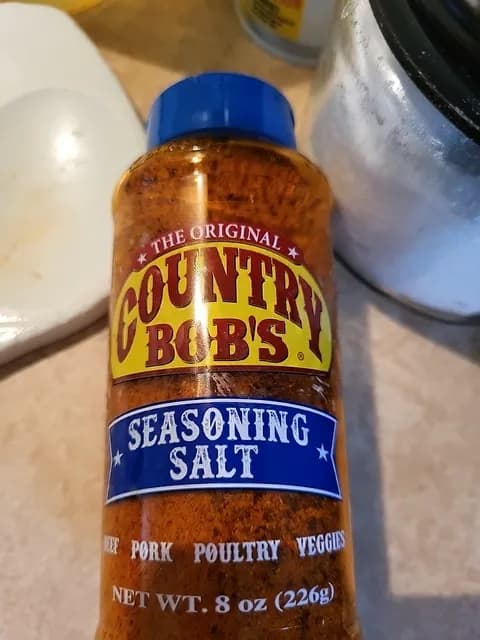 THE ORIGINAL
COUNTRY
BOB'S ®
SEASONING
SALT
PORK POULTRY VEGGIES
NET WT. 8 oz (226g)